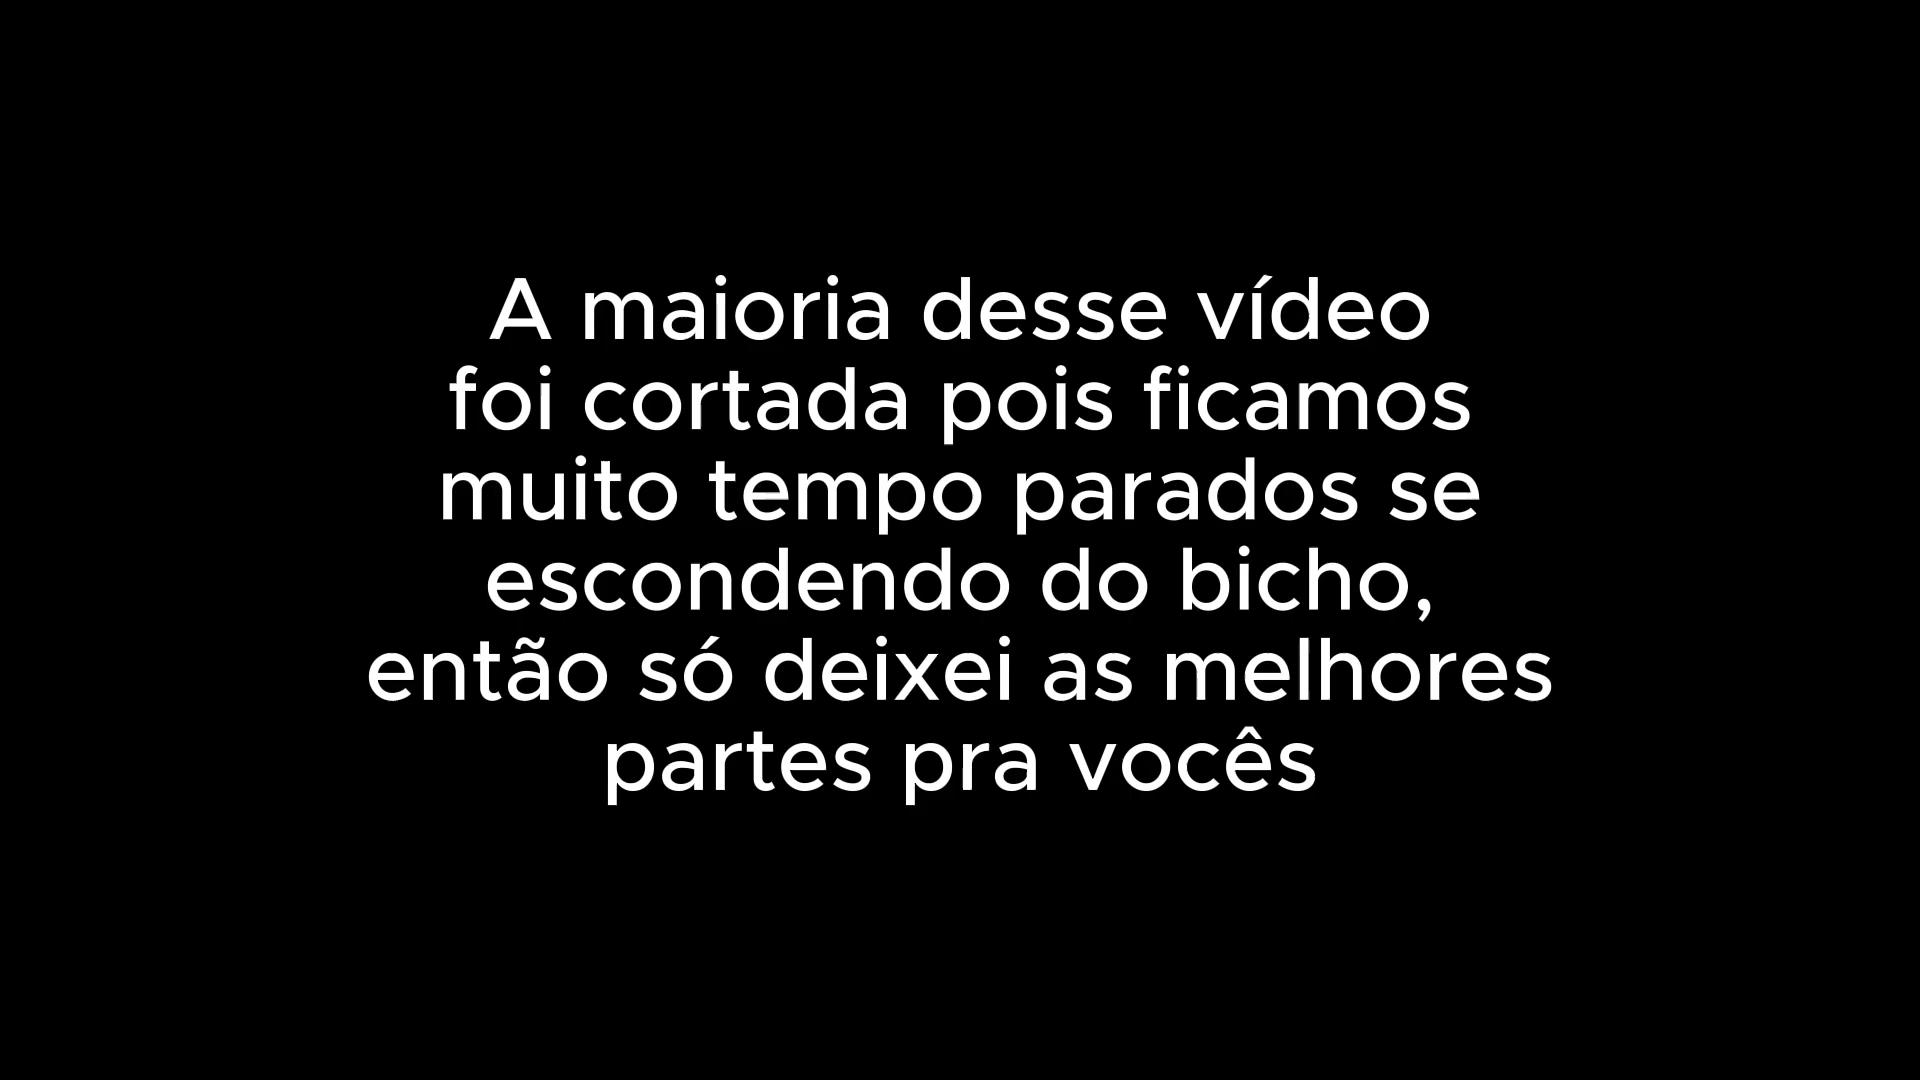 A maioria desse vídeo
foi cortada pois ficamos
muito tempo parados se
escondendo do bicho,
então só deixei as melhores
partes pra vocês